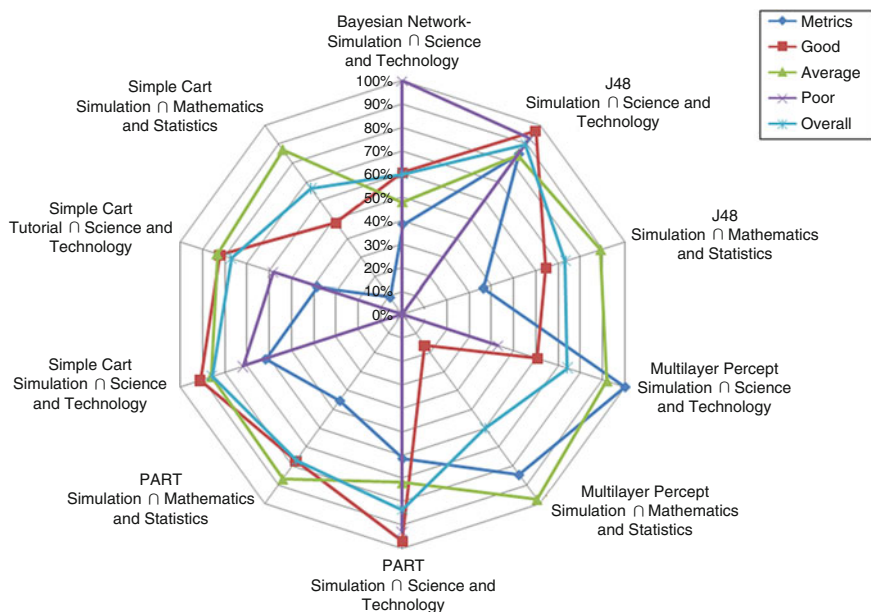 Bayesian Network-
Simulation ∩ Science
and Technology
J48
Simulation ∩ Science and
Technology
J48
Simulation ∩ Mathematics
and Statistics
Multilayer Percept
Simulation ∩ Science
and Technology
Multilayer Percept
Simulation ∩ Mathematics
and Statistics
PART
Simulation ∩ Science and
Technology
PART
Simulation ∩ Mathematics
and Statistics
Simple Cart
Simulation ∩ Science
and Technology
Simple Cart
Tutorial ∩ Science and
Technology
Simple Cart
Simulation ∩ Mathematics
and Statistics
100%
90%
80%
70%
60%
50%
40%
30%
20%
10%
0%
Metrics
Good
Average
Poor
Overall